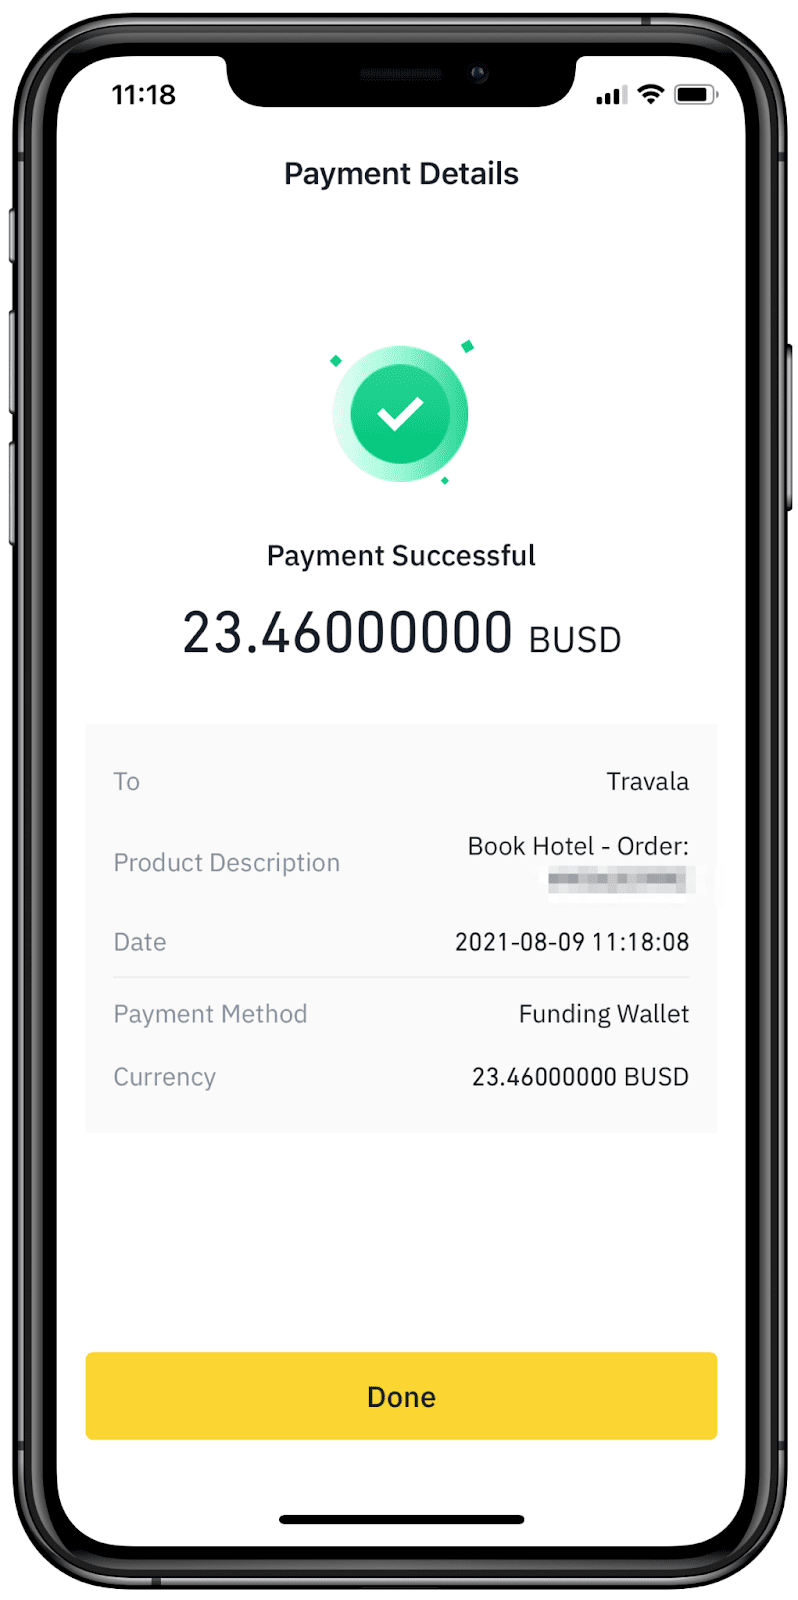 11:18
Payment Details
Payment Successful
23.46000000 BUSD
To Travala
Product Description Book Hotel - Order:
Date 2021-08-09 11:18:08
Payment Method Funding Wallet
Currency 23.46000000 BUSD
Done